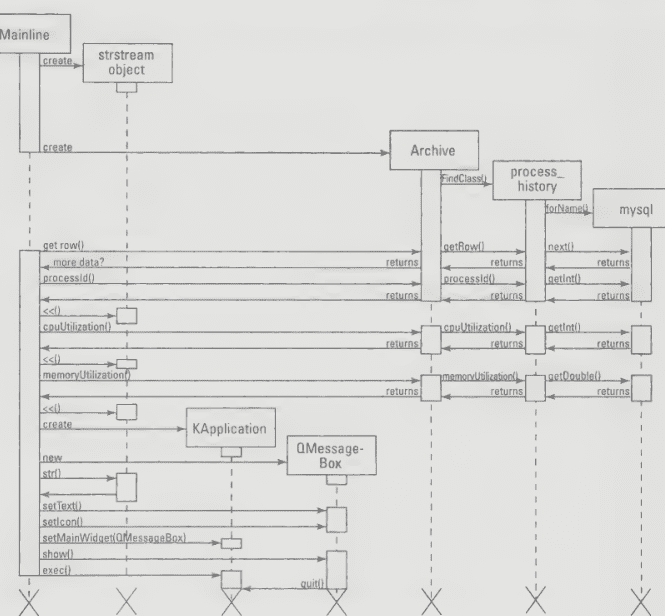 Mainline
create
strstream
object
create
Archive
FindClass()
process_
history
forName()
mysql
get row()
getRow()
next()
more data?
returns
returns
returns
processId()
processId()
getInt()
returns
returns
returns
<<()
cpuUtilization()
cpuUtilization()
getInt()
returns
returns
returns
<<()
memoryUtilization()
memoryUtilization()
getDouble()
returns
returns
returns
<<()
create
KApplication
new
QMessage-
Box
str()
setText()
setIcon()
setMainWidget(QMessageBox)
show()
exec()
quit()